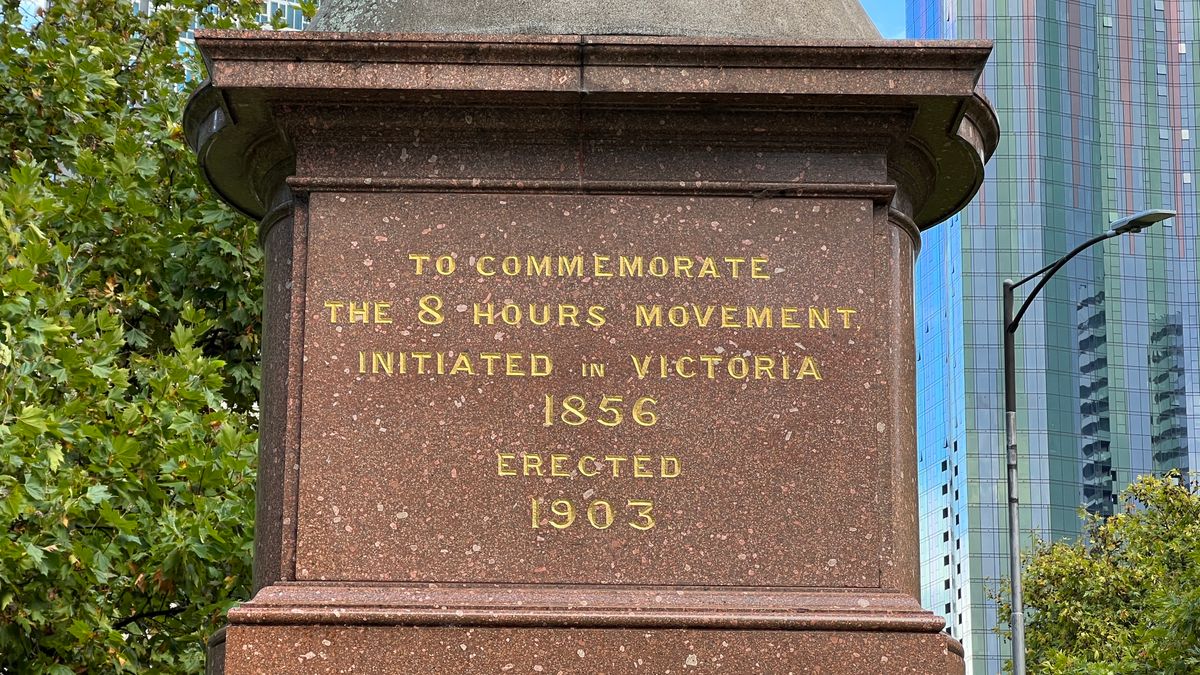 TO COMMEMORATE
THE 8 HOURS MOVEMENT,
INITIATED IN VICTORIA
1856
ERECTED
1903